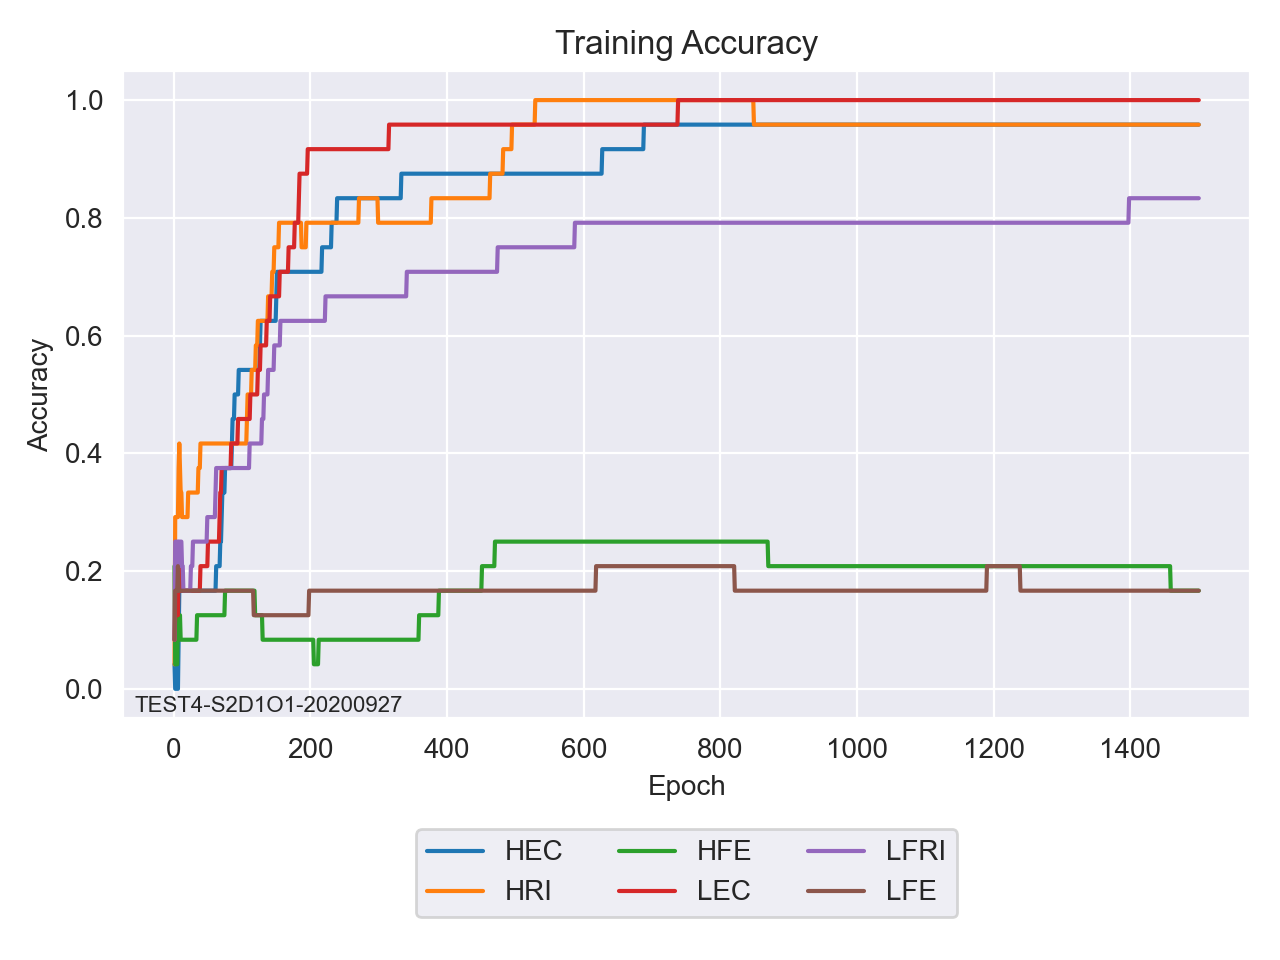 Training Accuracy
1.0
0.8
0.6
0.4
0.2
0.0
Accuracy
TEST4-S2D1O1-20200927
0 200 400 600 800 1000 1200 1400
Epoch
HEC HFE LFRI
HRI LEC LFE